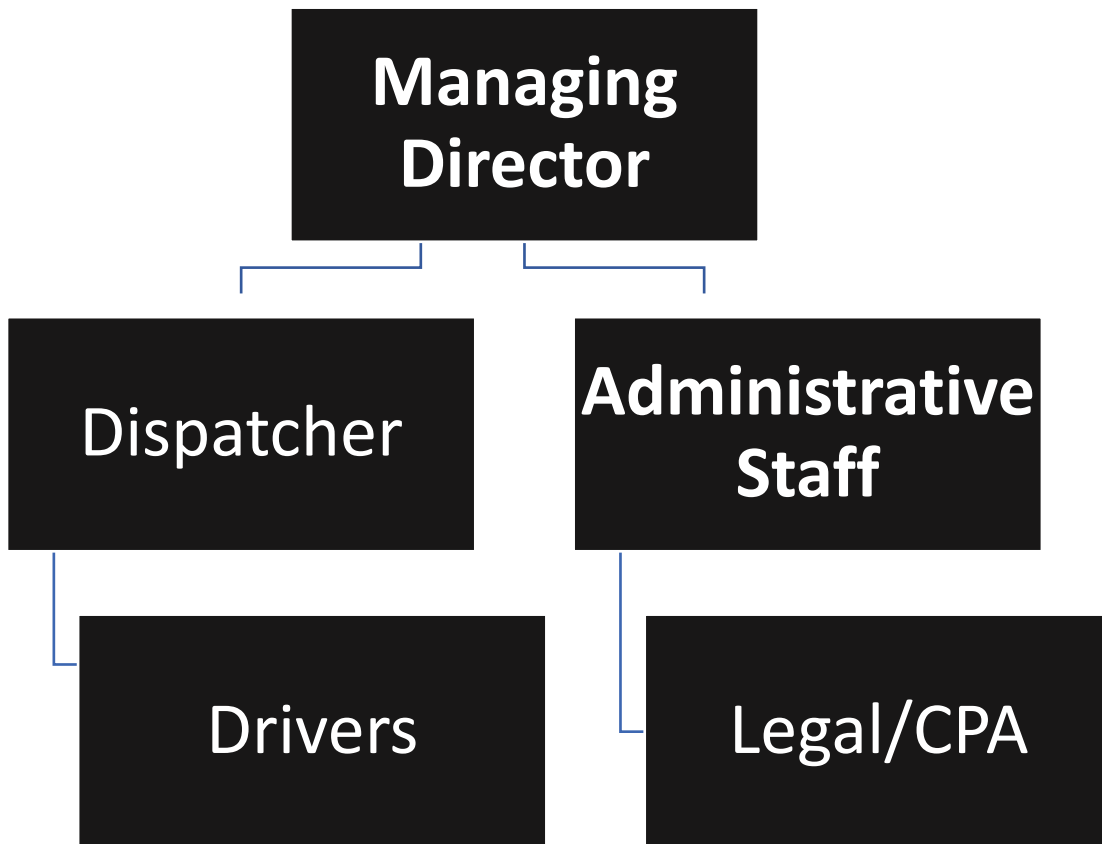 Managing
Director
Dispatcher
Administrative
Staff
Drivers
Legal/CPA